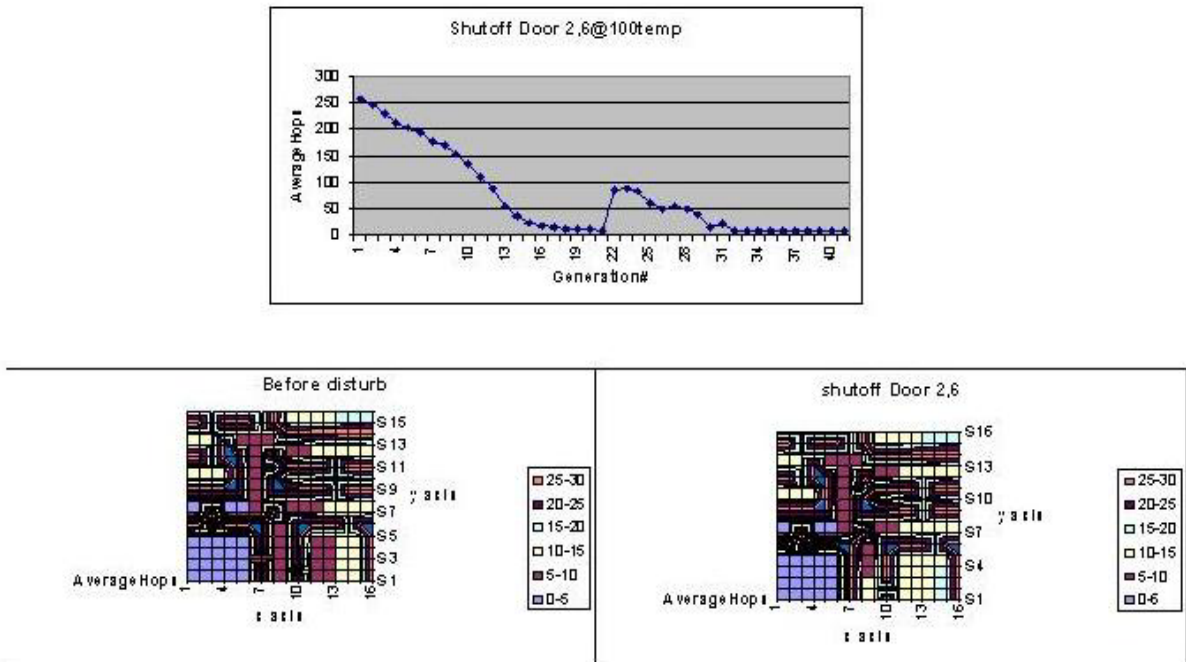 Shutoff Door 2,6@100temp
Average Hops
300
250
200
150
100
50
0
1 4 7 10 13 16 19 22 25 28 31 34 37 40
Generation#
Before disturb
S15
S13
S11
S9
S7
S5
S3
S1
y axis
Average Hops
1 4 7 10 13 16
x axis
25-30
20-25
15-20
10-15
5-10
0-5
shutoff Door 2,6
S16
S13
S10
S7
S4
S1
y axis
Average Hops
1 4 7 10 13 16
x axis
25-30
20-25
15-20
10-15
5-10
0-5